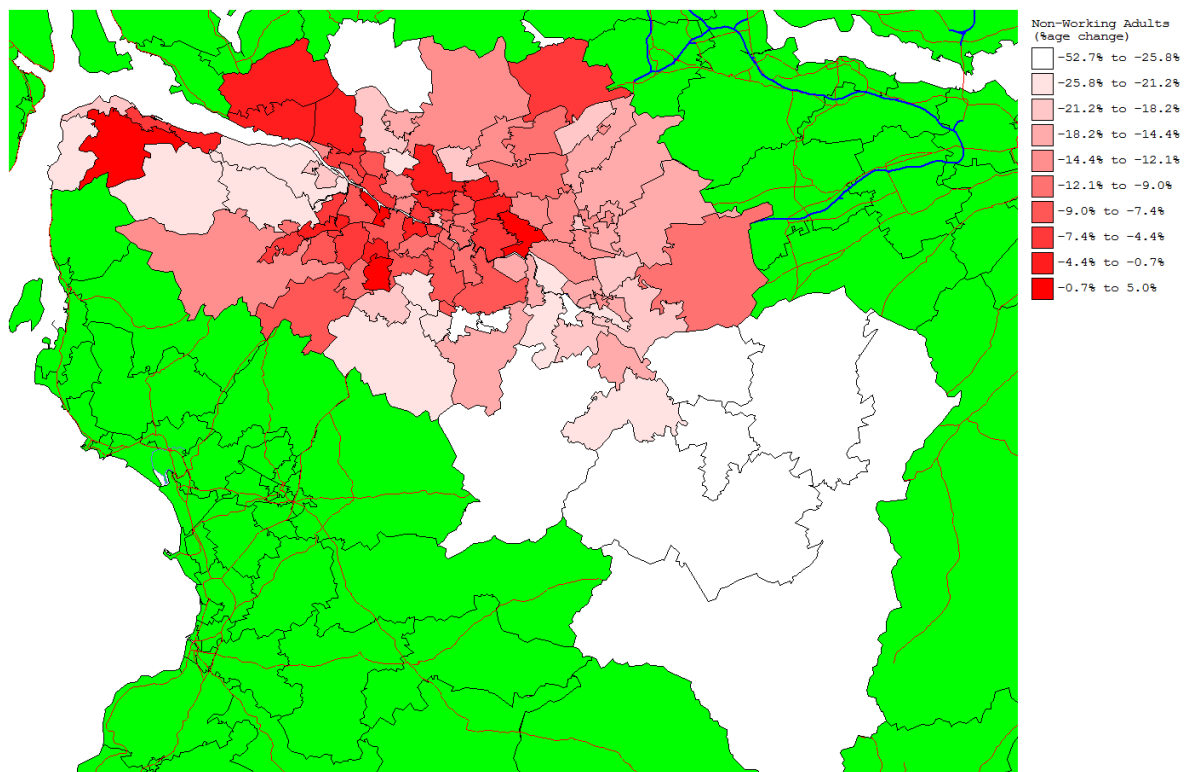 Non-Working Adults
(%age change)
-52.7% to -25.8%
-25.8% to -21.2%
-21.2% to -18.2%
-18.2% to -14.4%
-14.4% to -12.1%
-12.1% to -9.0%
-9.0% to -7.4%
-7.4% to -4.4%
-4.4% to -0.7%
-0.7% to 5.0%